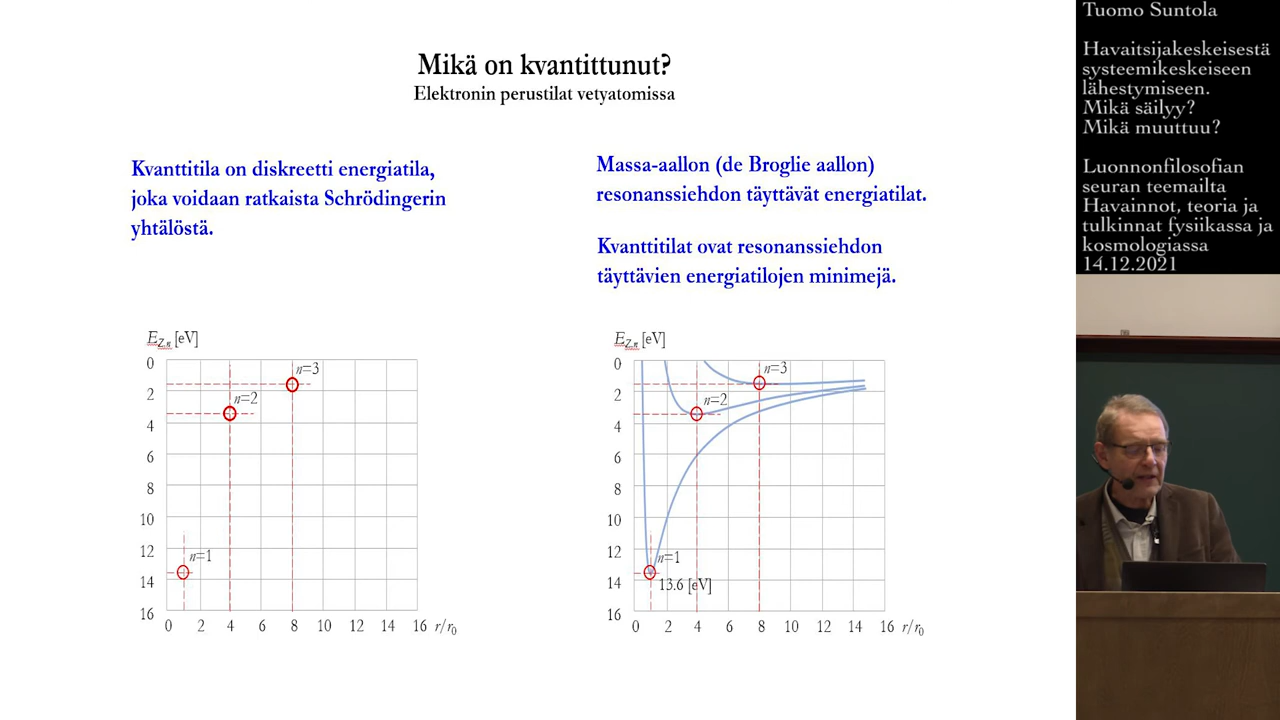 Mikä on kvantittunut?
Elektronin perustilat vetyatomissa
Kvanttitila on diskreetti energiatila,
joka voidaan ratkaista Schrödingerin
yhtälöstä.
Massa-aallon (de Broglie aallon)
resonanssiehdon täyttävät energiatilat.
Kvanttitilat ovat resonanssiehdon
täyttävien energiatilojen minimejä.
E_{Z,n} [eV]
0
2
4
6
8
10
12
14
16
n=3
n=2
n=1
0 2 4 6 8 10 12 14 16 r/r₀
E_{Z,n} [eV]
0
2
4
6
8
10
12
14
16
n=3
n=2
n=1
13.6 [eV]
0 2 4 6 8 10 12 14 16 r/r₀
Tuomo Suntola
Havaitsijakeskeisestä
systeemikeskeiseen
lähestymiseen.
Mikä säilyy?
Mikä muuttuu?
Luonnonfilosofian
seuran teemailta
Havainnot, teoria ja
tulkinnat fysiikassa ja
kosmologiassa
14.12.2021